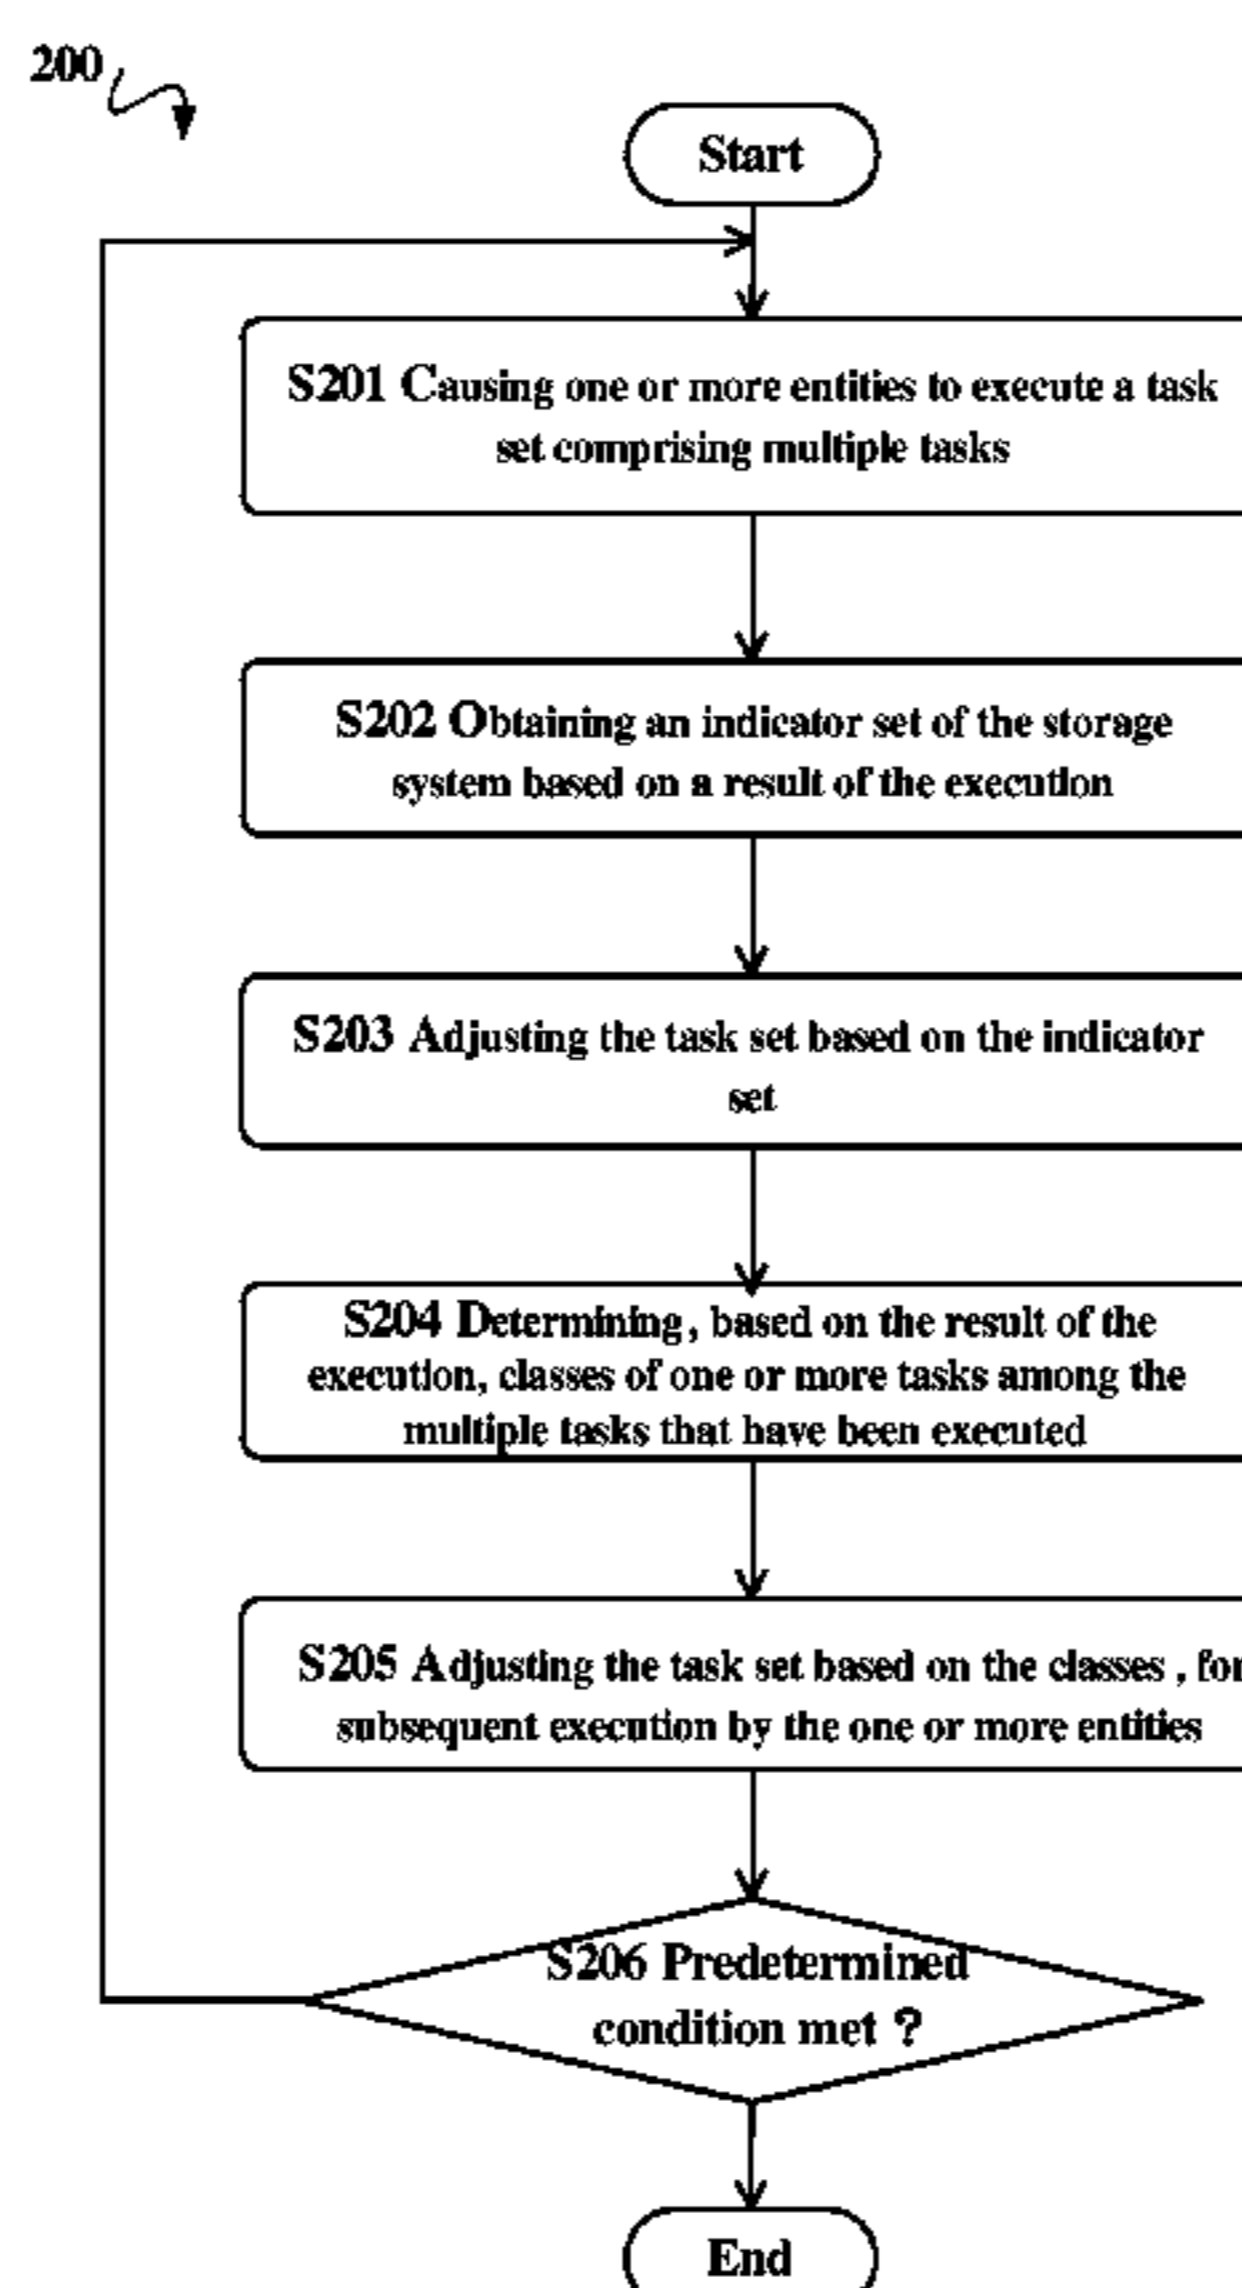 200
Start
S201 Causing one or more entities to execute a task
set comprising multiple tasks
S202 Obtaining an indicator set of the storage
system based on a result of the execution
S203 Adjusting the task set based on the indicator
set
S204 Determining, based on the result of the
execution, classes of one or more tasks among the
multiple tasks that have been executed
S205 Adjusting the task set based on the classes , for
subsequent execution by the one or more entities
S206 Predetermined
condition met ?
End